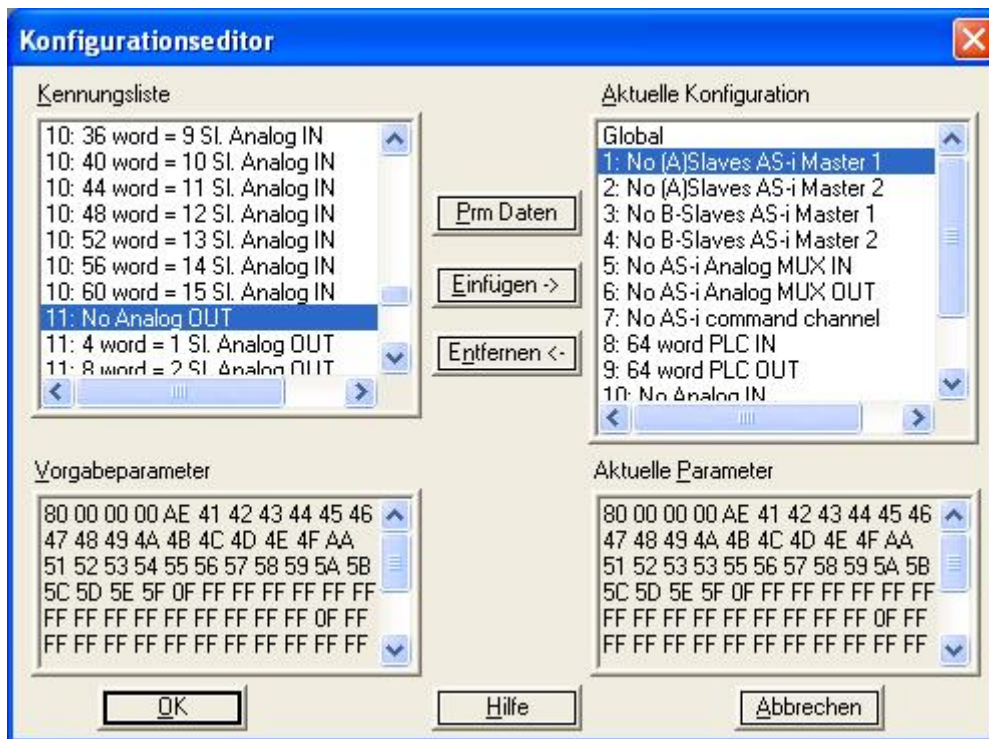 Konfigurationseditor
Kennungsliste
10: 36 word = 9 Sl. Analog IN
10: 40 word = 10 Sl. Analog IN
10: 44 word = 11 Sl. Analog IN
10: 48 word = 12 Sl. Analog IN
10: 52 word = 13 Sl. Analog IN
10: 56 word = 14 Sl. Analog IN
10: 60 word = 15 Sl. Analog IN
11: No Analog OUT
11: 4 word = 1 Sl. Analog OUT
11: 8 word = 2 Sl. Analog OUT
Prm Daten
Einfügen ->
Entfernen <-
Aktuelle Konfiguration
Global
1: No (A)Slaves AS-i Master 1
2: No (A)Slaves AS-i Master 2
3: No B-Slaves AS-i Master 1
4: No B-Slaves AS-i Master 2
5: No AS-i Analog MUX IN
6: No AS-i Analog MUX OUT
7: No AS-i command channel
8: 64 word PLC IN
9: 64 word PLC OUT
10: No Analog IN
Vorgabeparameter
80 00 00 00 AE 41 42 43 44 45 46
47 48 49 4A 4B 4C 4D 4E 4F AA
51 52 53 54 55 56 57 58 59 5A 5B
5C 5D 5E 5F 0F FF FF FF FF FF FF
FF FF FF FF FF FF FF FF FF 0F FF
FF FF FF FF FF FF FF FF FF FF FF
Aktuelle Parameter
80 00 00 00 AE 41 42 43 44 45 46
47 48 49 4A 4B 4C 4D 4E 4F AA
51 52 53 53 55 56 57 58 59 5A 5B
5C 5D 5E 5F 0F FF FF FF FF FF FF
FF FF FF FF FF FF FF FF FF 0F FF
FF FF FF FF FF FF FF FF FF FF FF
OK
Hilfe
Abbrechen